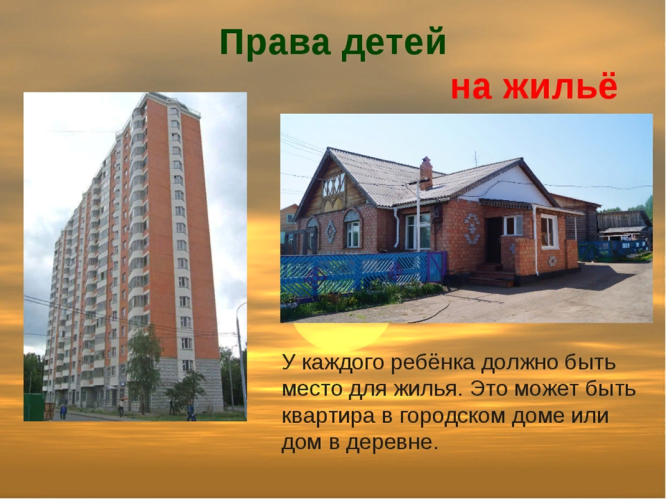 Права детей
на жильё
У каждого ребёнка должно быть
место для жилья. Это может быть
квартира в городском доме или
дом в деревне.